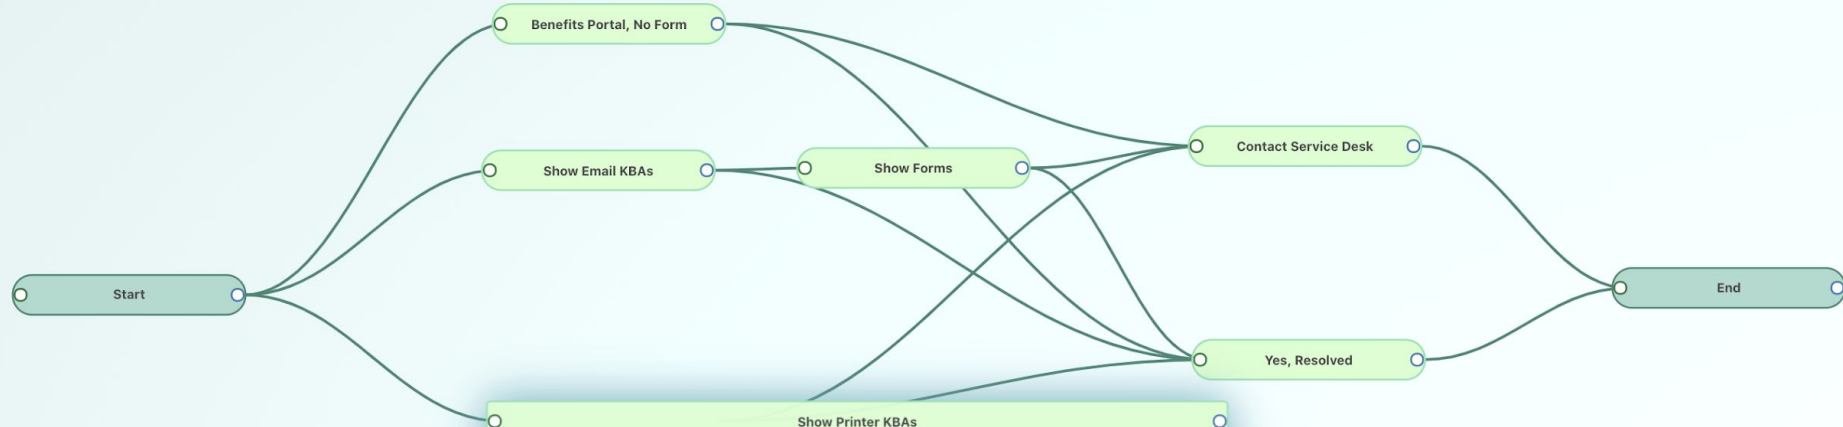 Benefits Portal, No Form
Contact Service Desk
Show Email KBAs
Show Forms
Start
End
Yes, Resolved
Show Printer KBAs